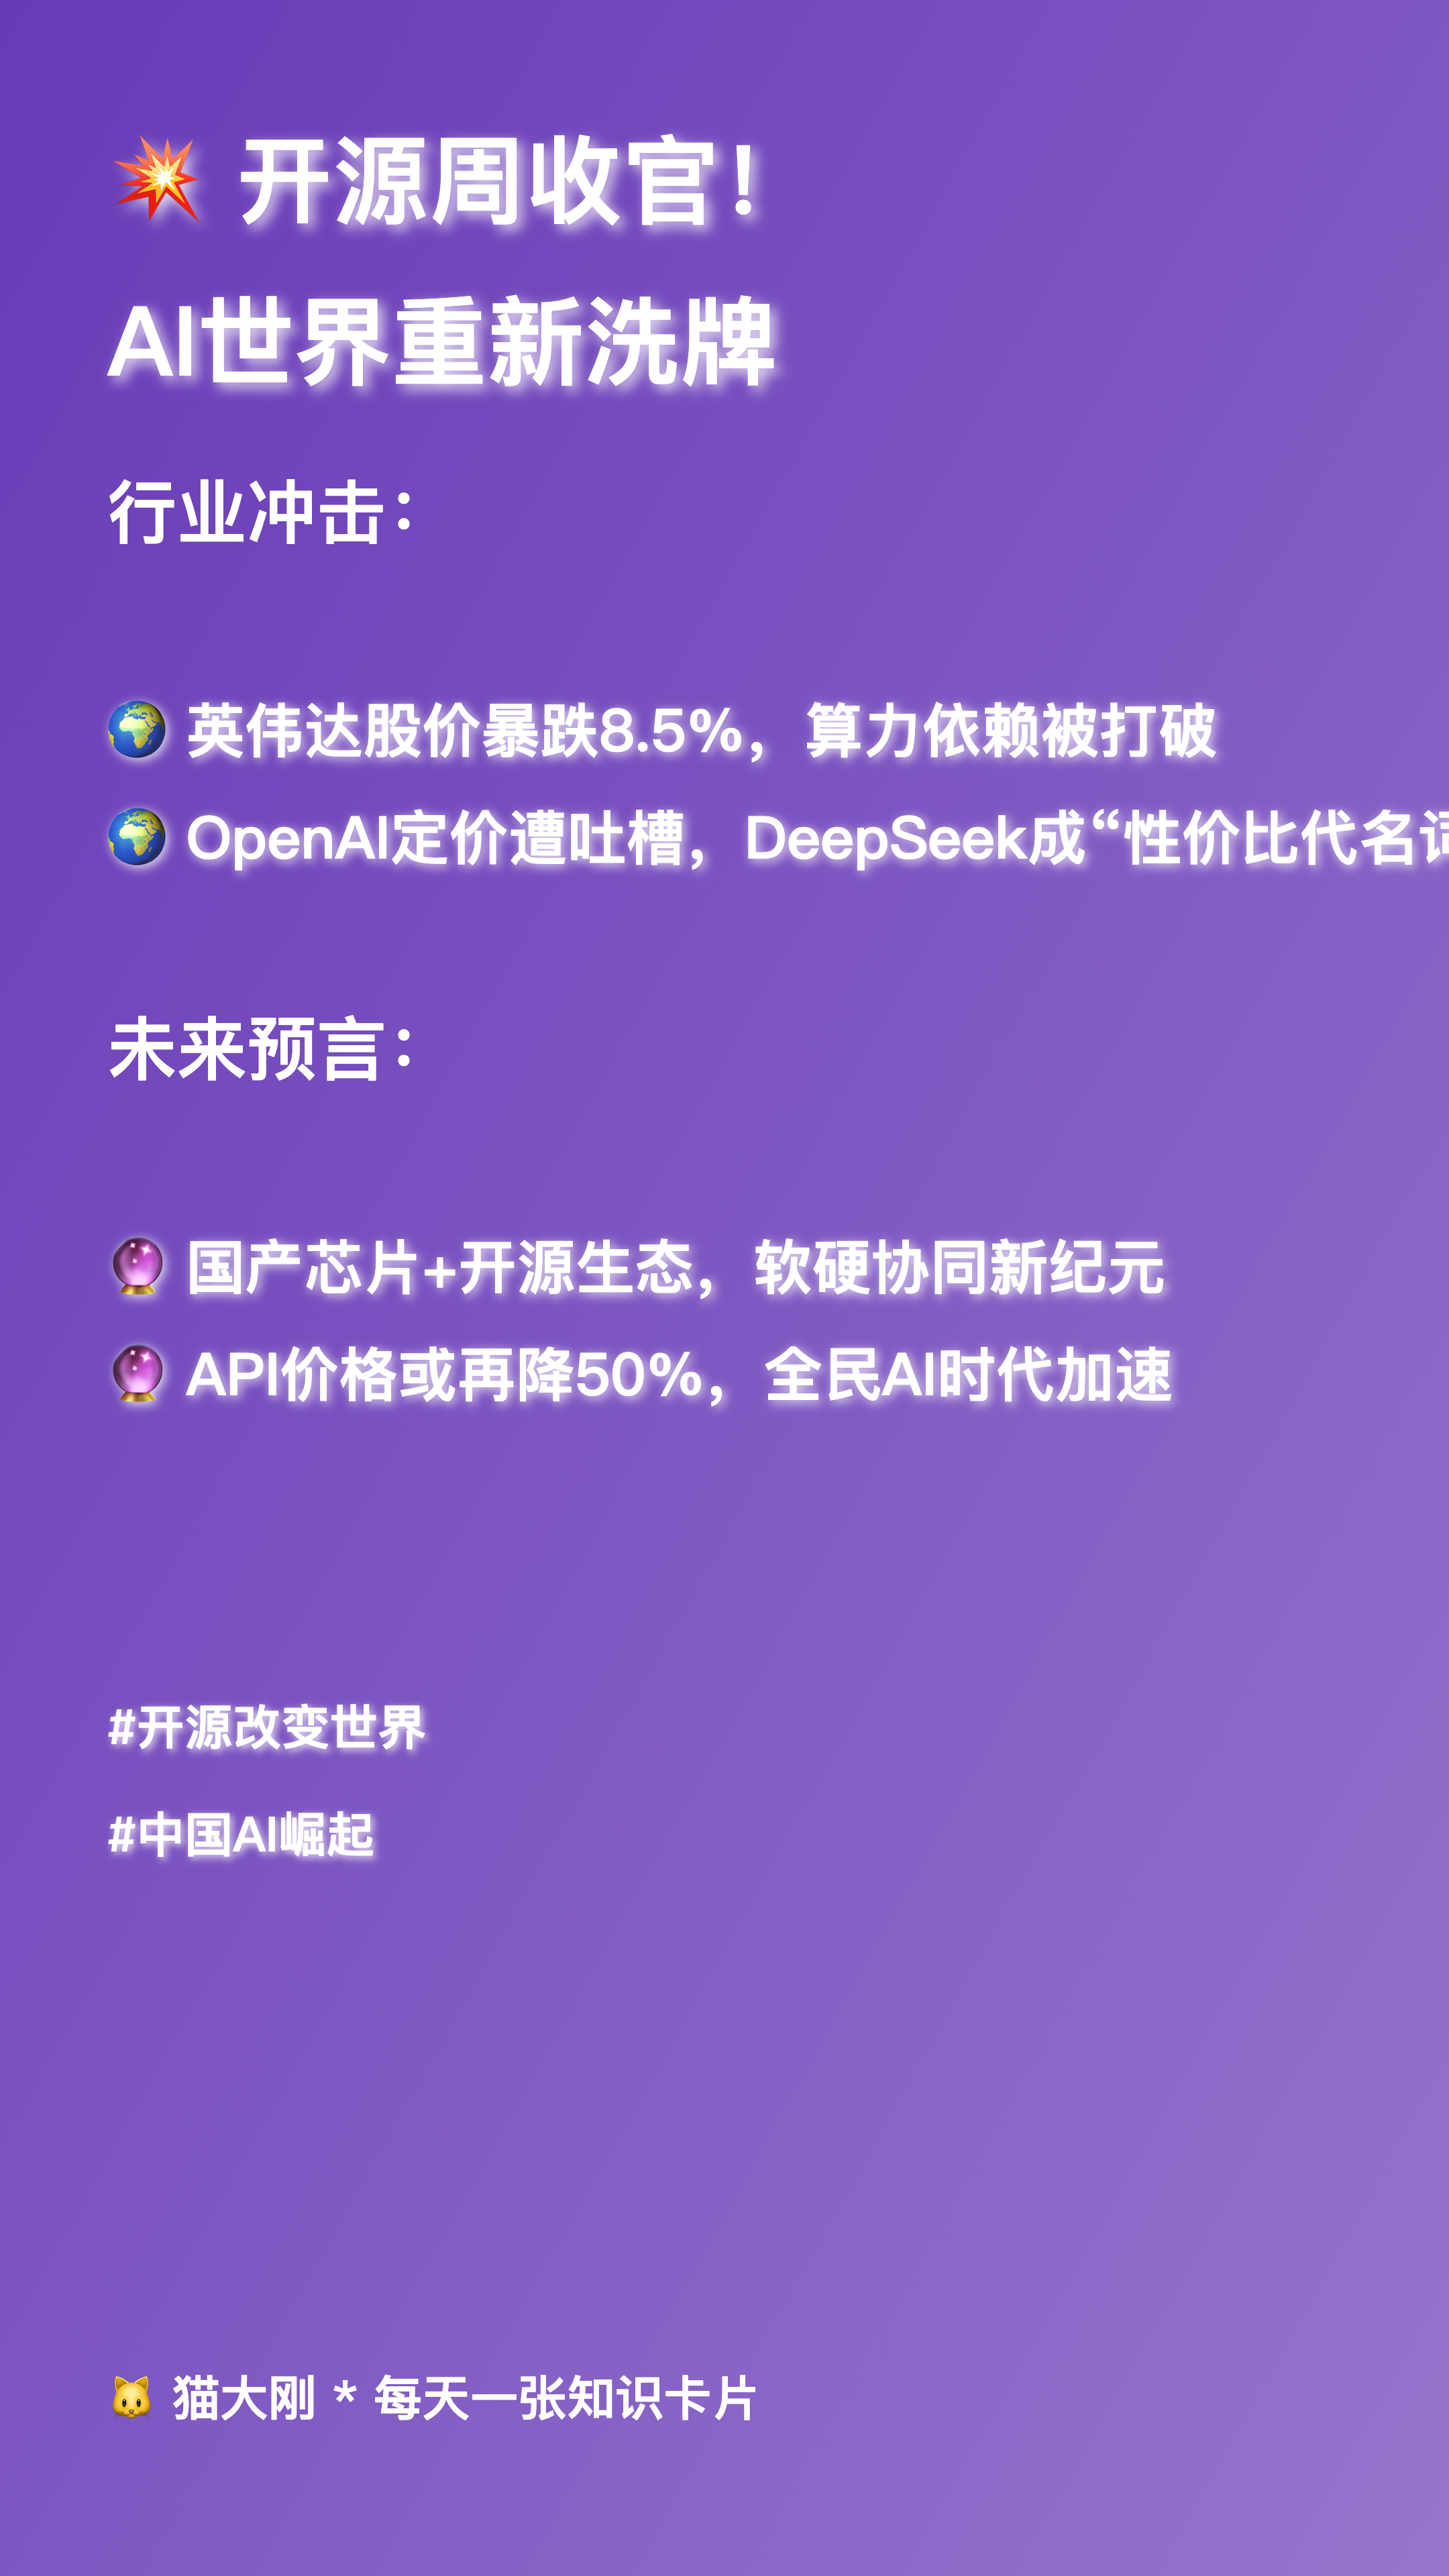 💥 开源周收官！
AI世界重新洗牌
行业冲击：
🌍 英伟达股价暴跌8.5%，算力依赖被打破
🌍 OpenAI定价遭吐槽，DeepSeek成“性价比代名
未来预言：
🔮 国产芯片+开源生态，软硬协同新纪元
🔮 API价格或再降50%，全民AI时代加速
#开源改变世界
#中国AI崛起
🐱 猫大刚 * 每天一张知识卡片